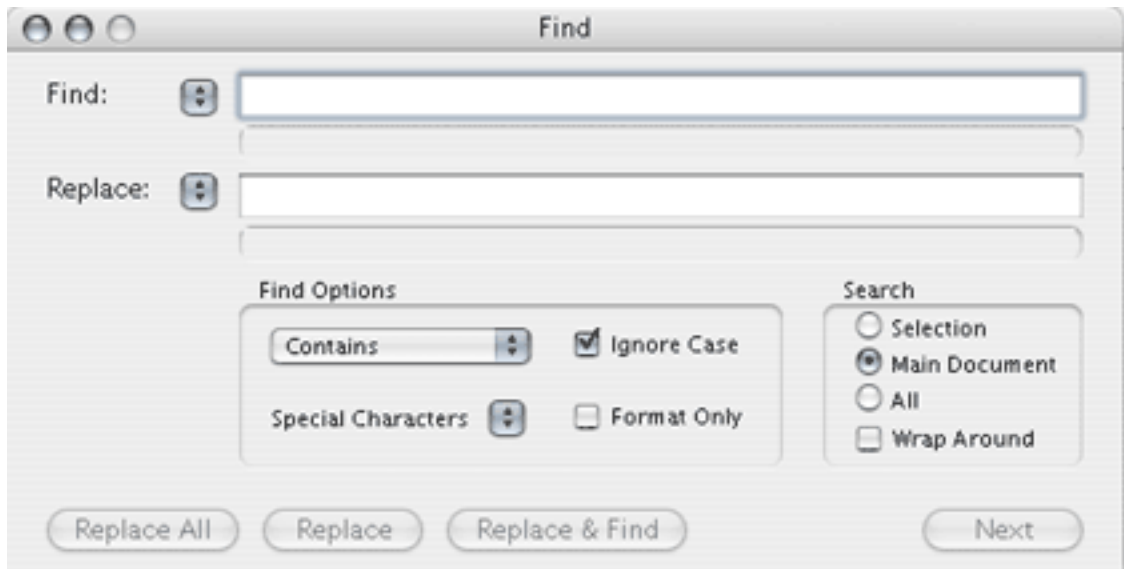 Find
Find:
Replace:
Find Options
Contains
Ignore Case
Special Characters
Format Only
Search
Selection
Main Document
All
Wrap Around
Replace All
Replace
Replace & Find
Next